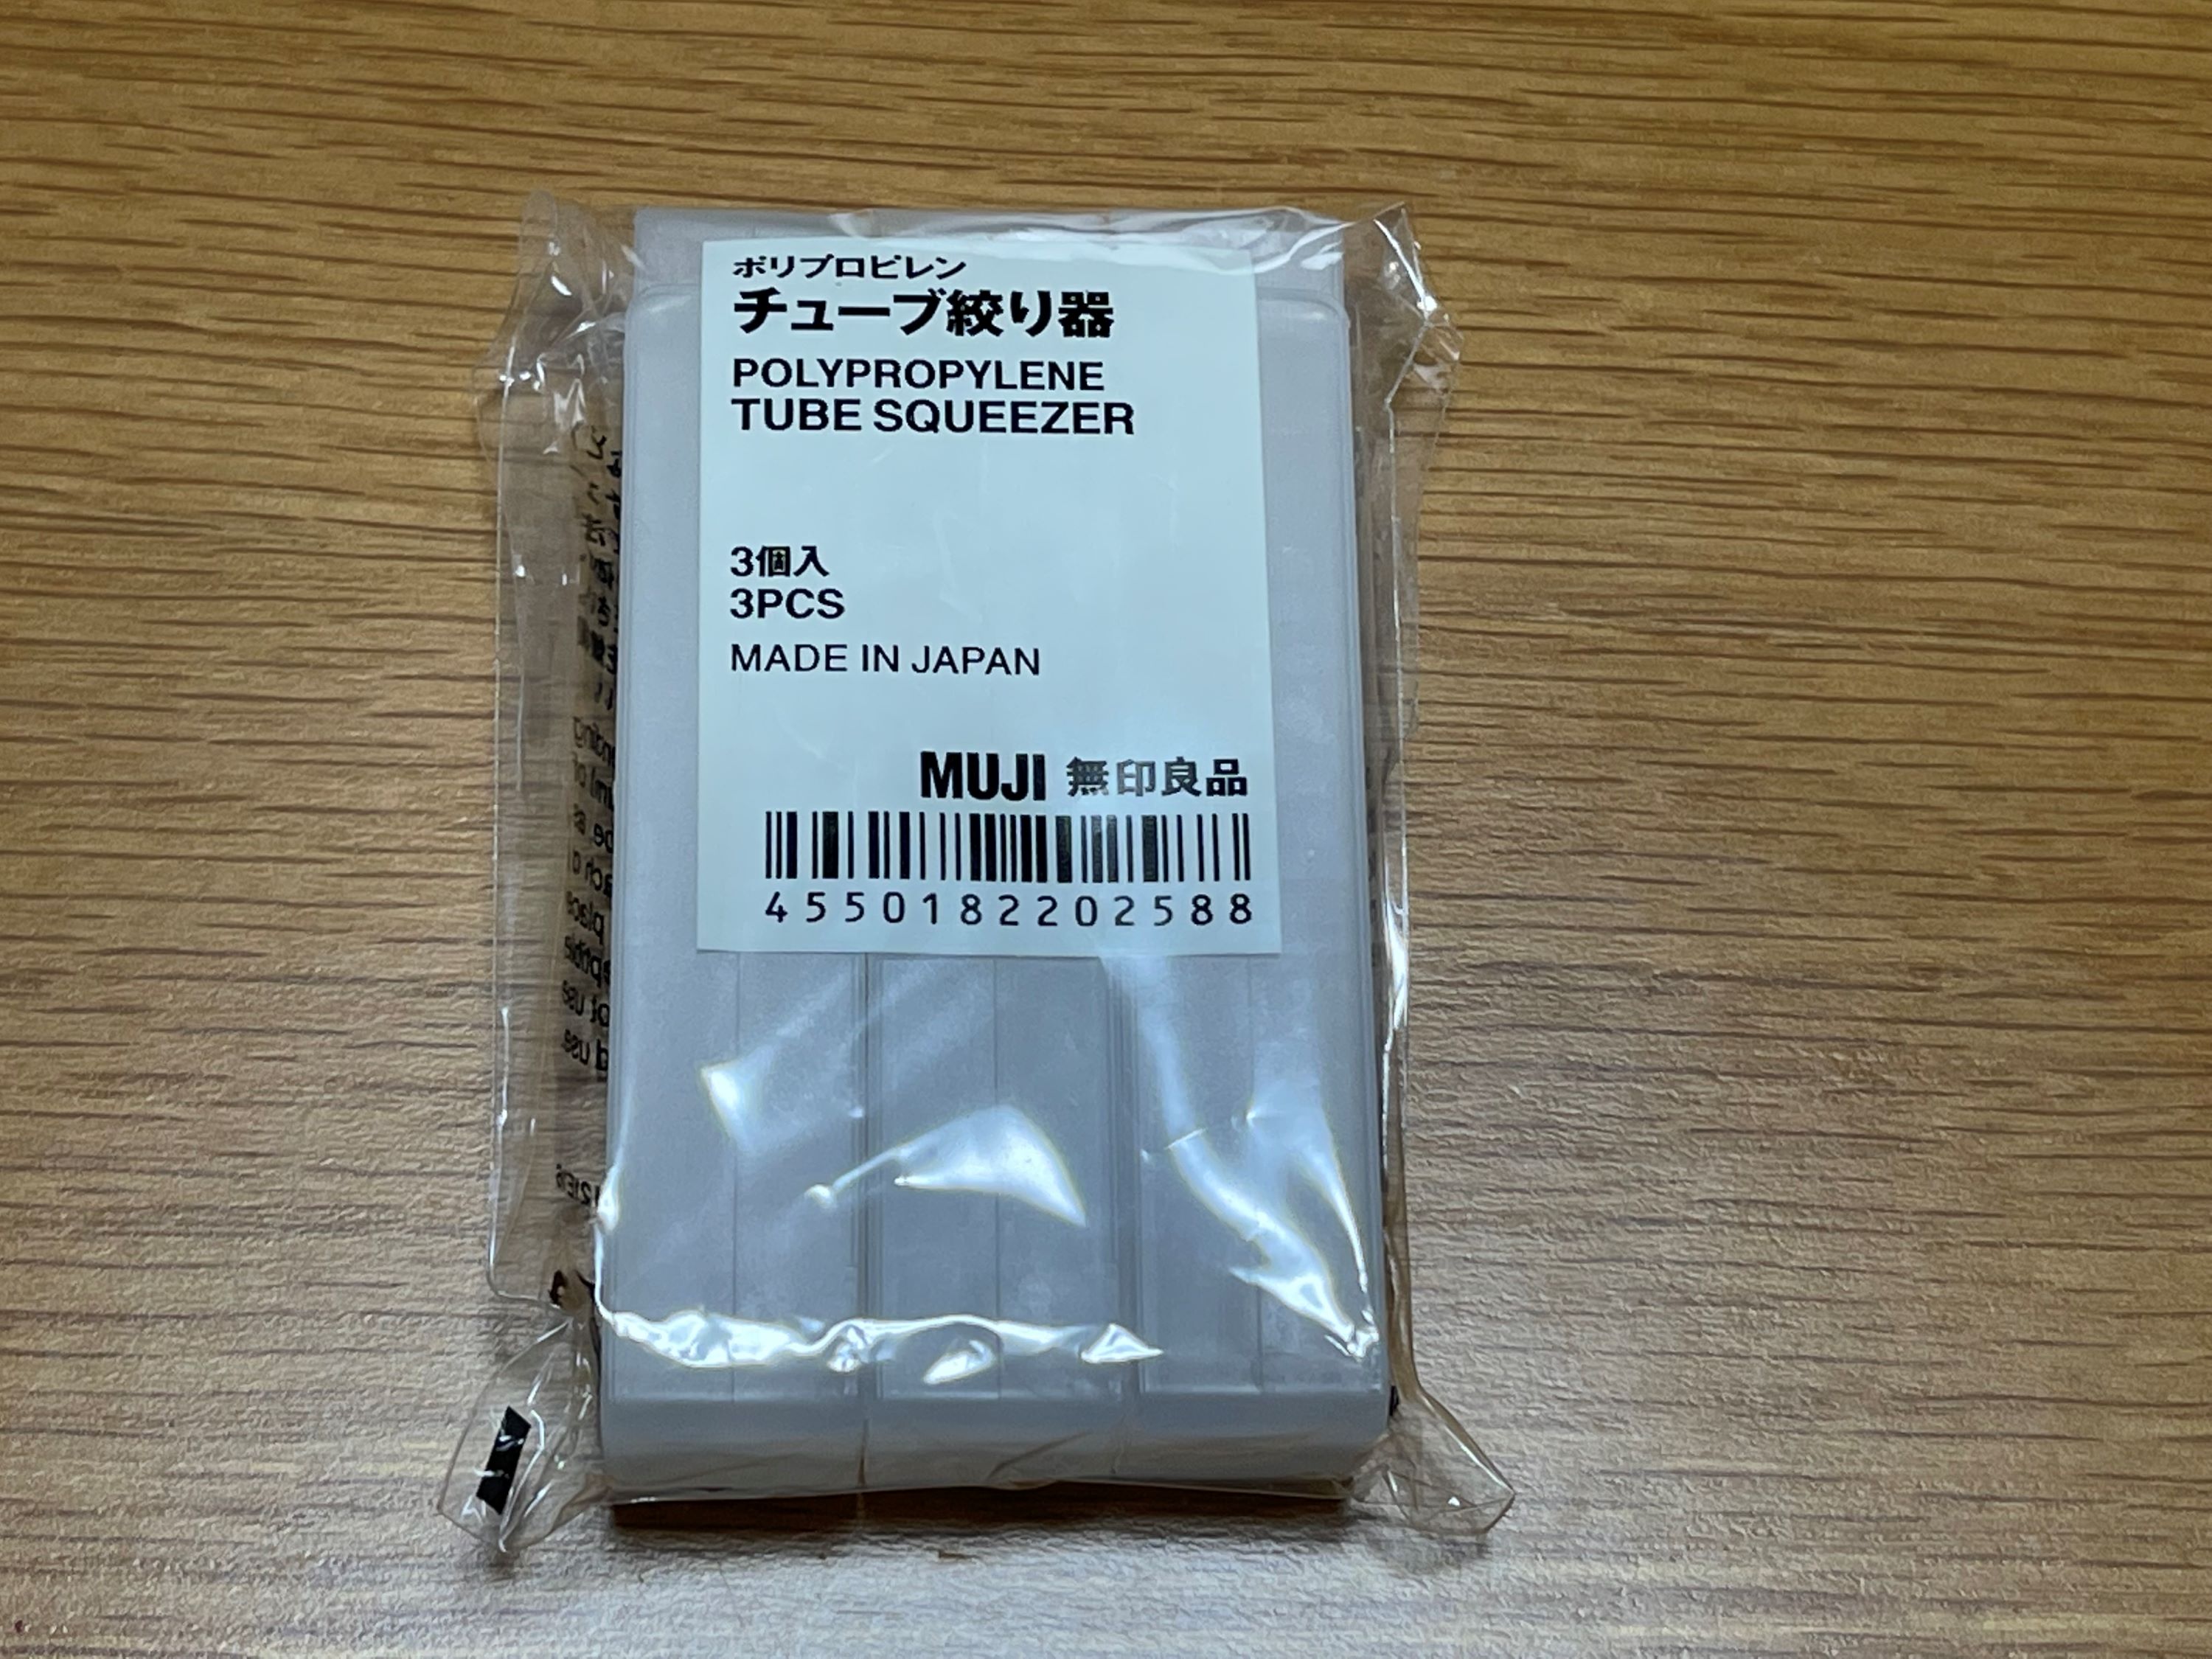 ポリプロピレン
チューブ絞り器
POLYPROPYLENE
TUBE SQUEEZER
3個入
3PCS
MADE IN JAPAN
MUJI 無印良品
4550182202588